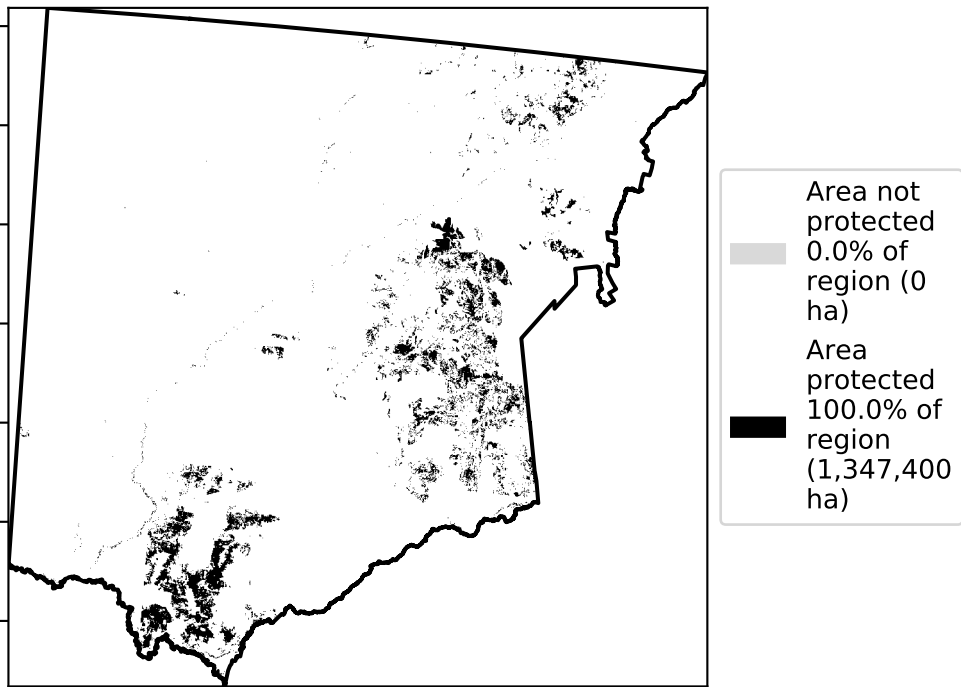 Area not
protected
0.0% of
region (0
ha)
Area
protected
100.0% of
region
(1,347,400
ha)